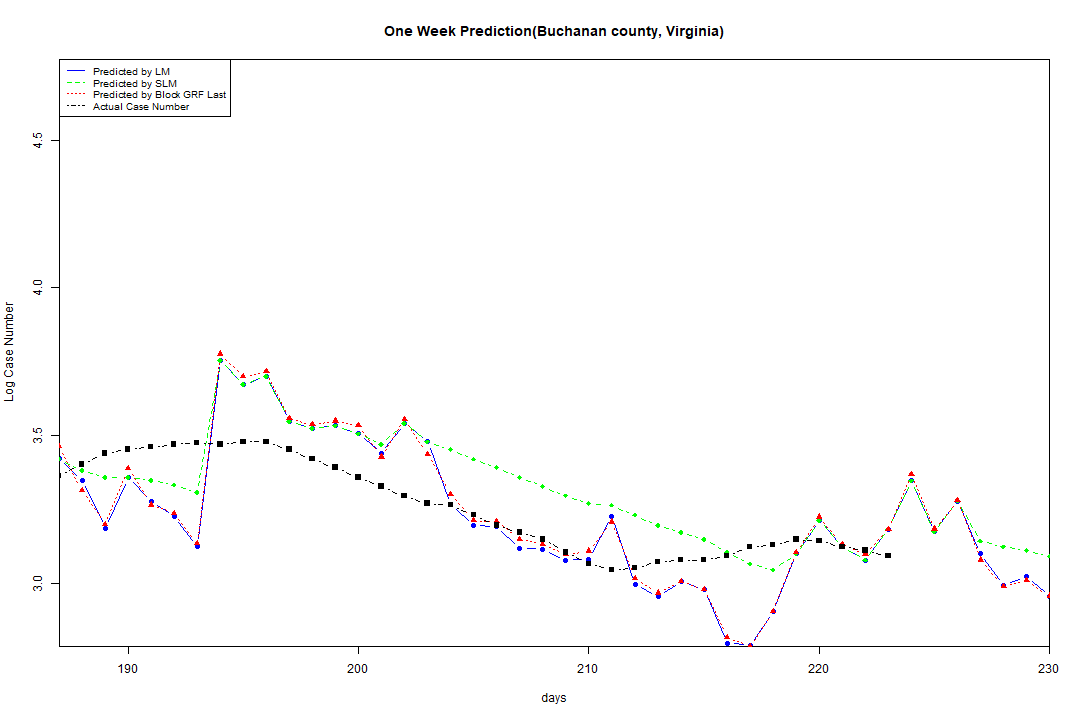 One Week Prediction(Buchanan county, Virginia)
Predicted by LM
Predicted by SLM
Predicted by Block GRF Last
Actual Case Number
4.5
4.0
3.5
3.0
Log Case Number
190
200
210
220
230
days